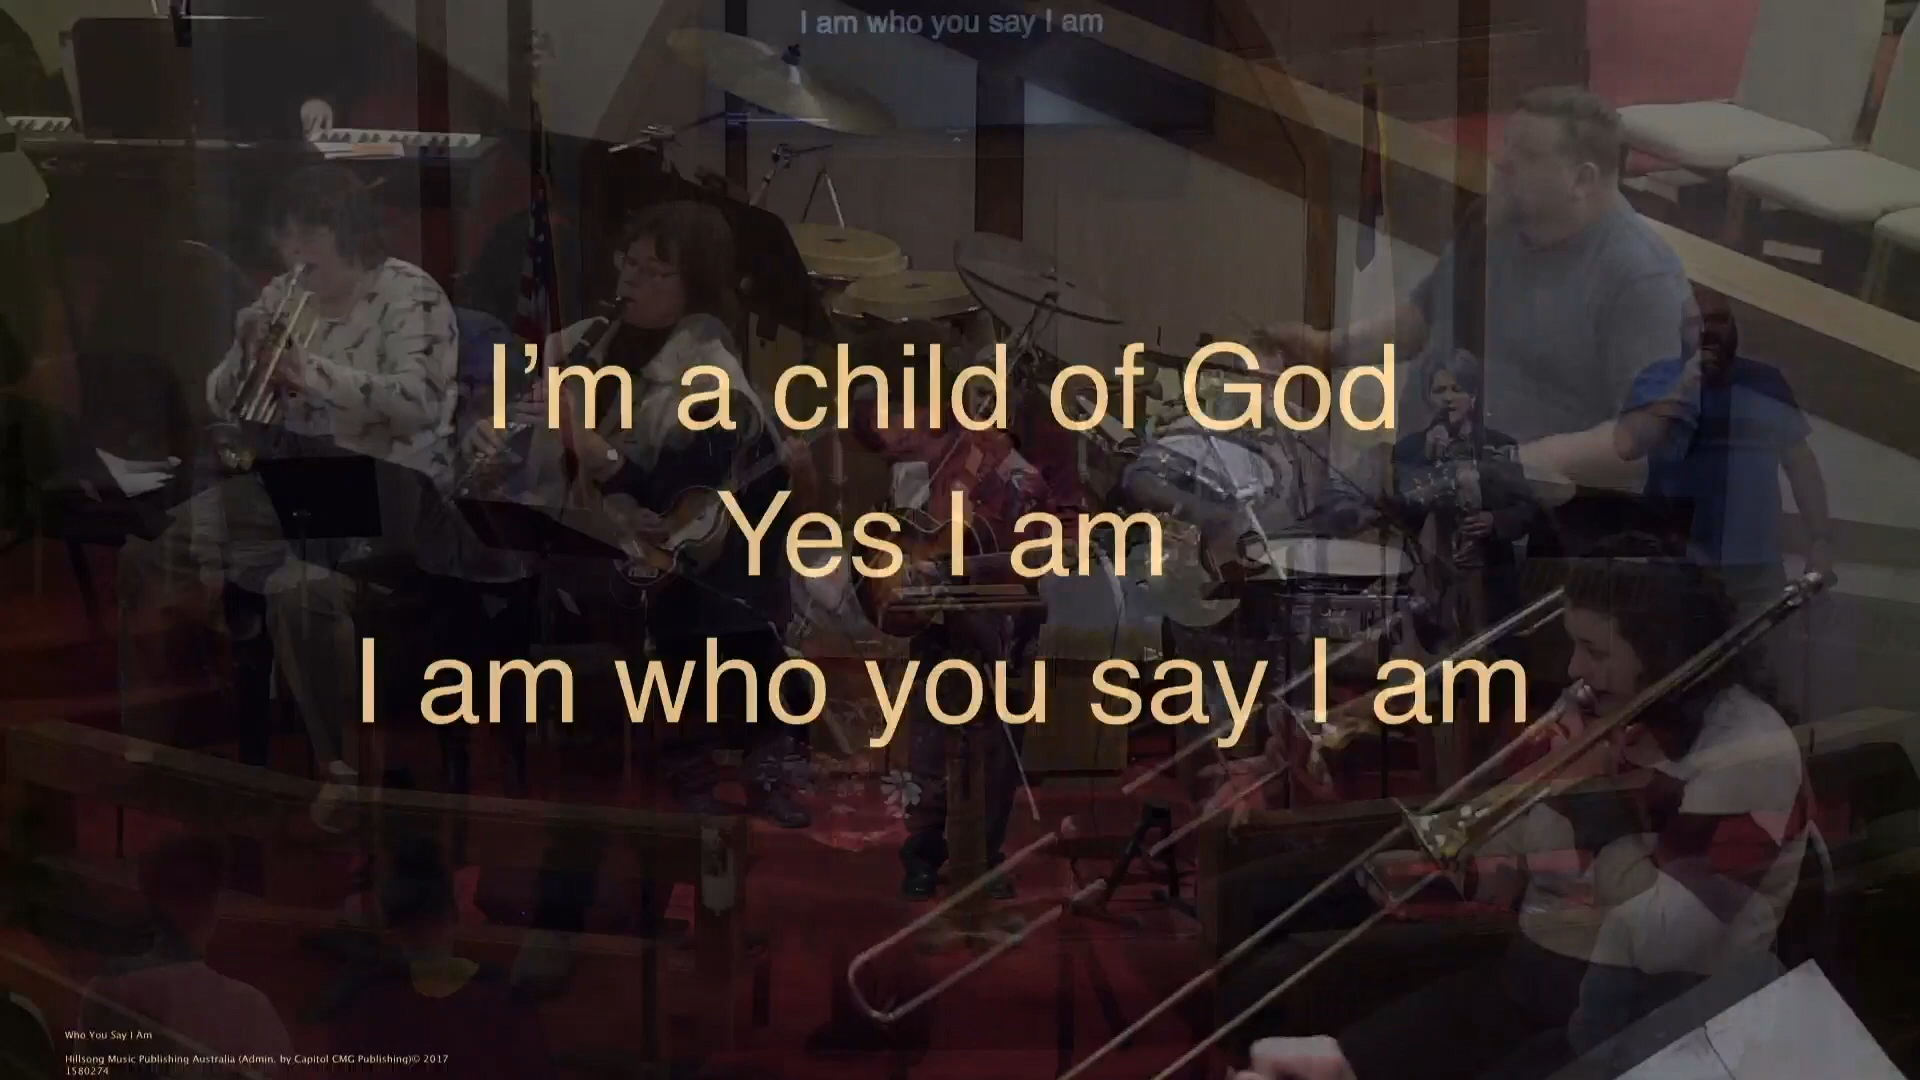 I am who you say I am
I’m a child of God
Yes I am
I am who you say I am
Who You Say I Am
Hillsong Music Publishing Australia (Admin. by Capitol CMG Publishing)© 2017
1580274